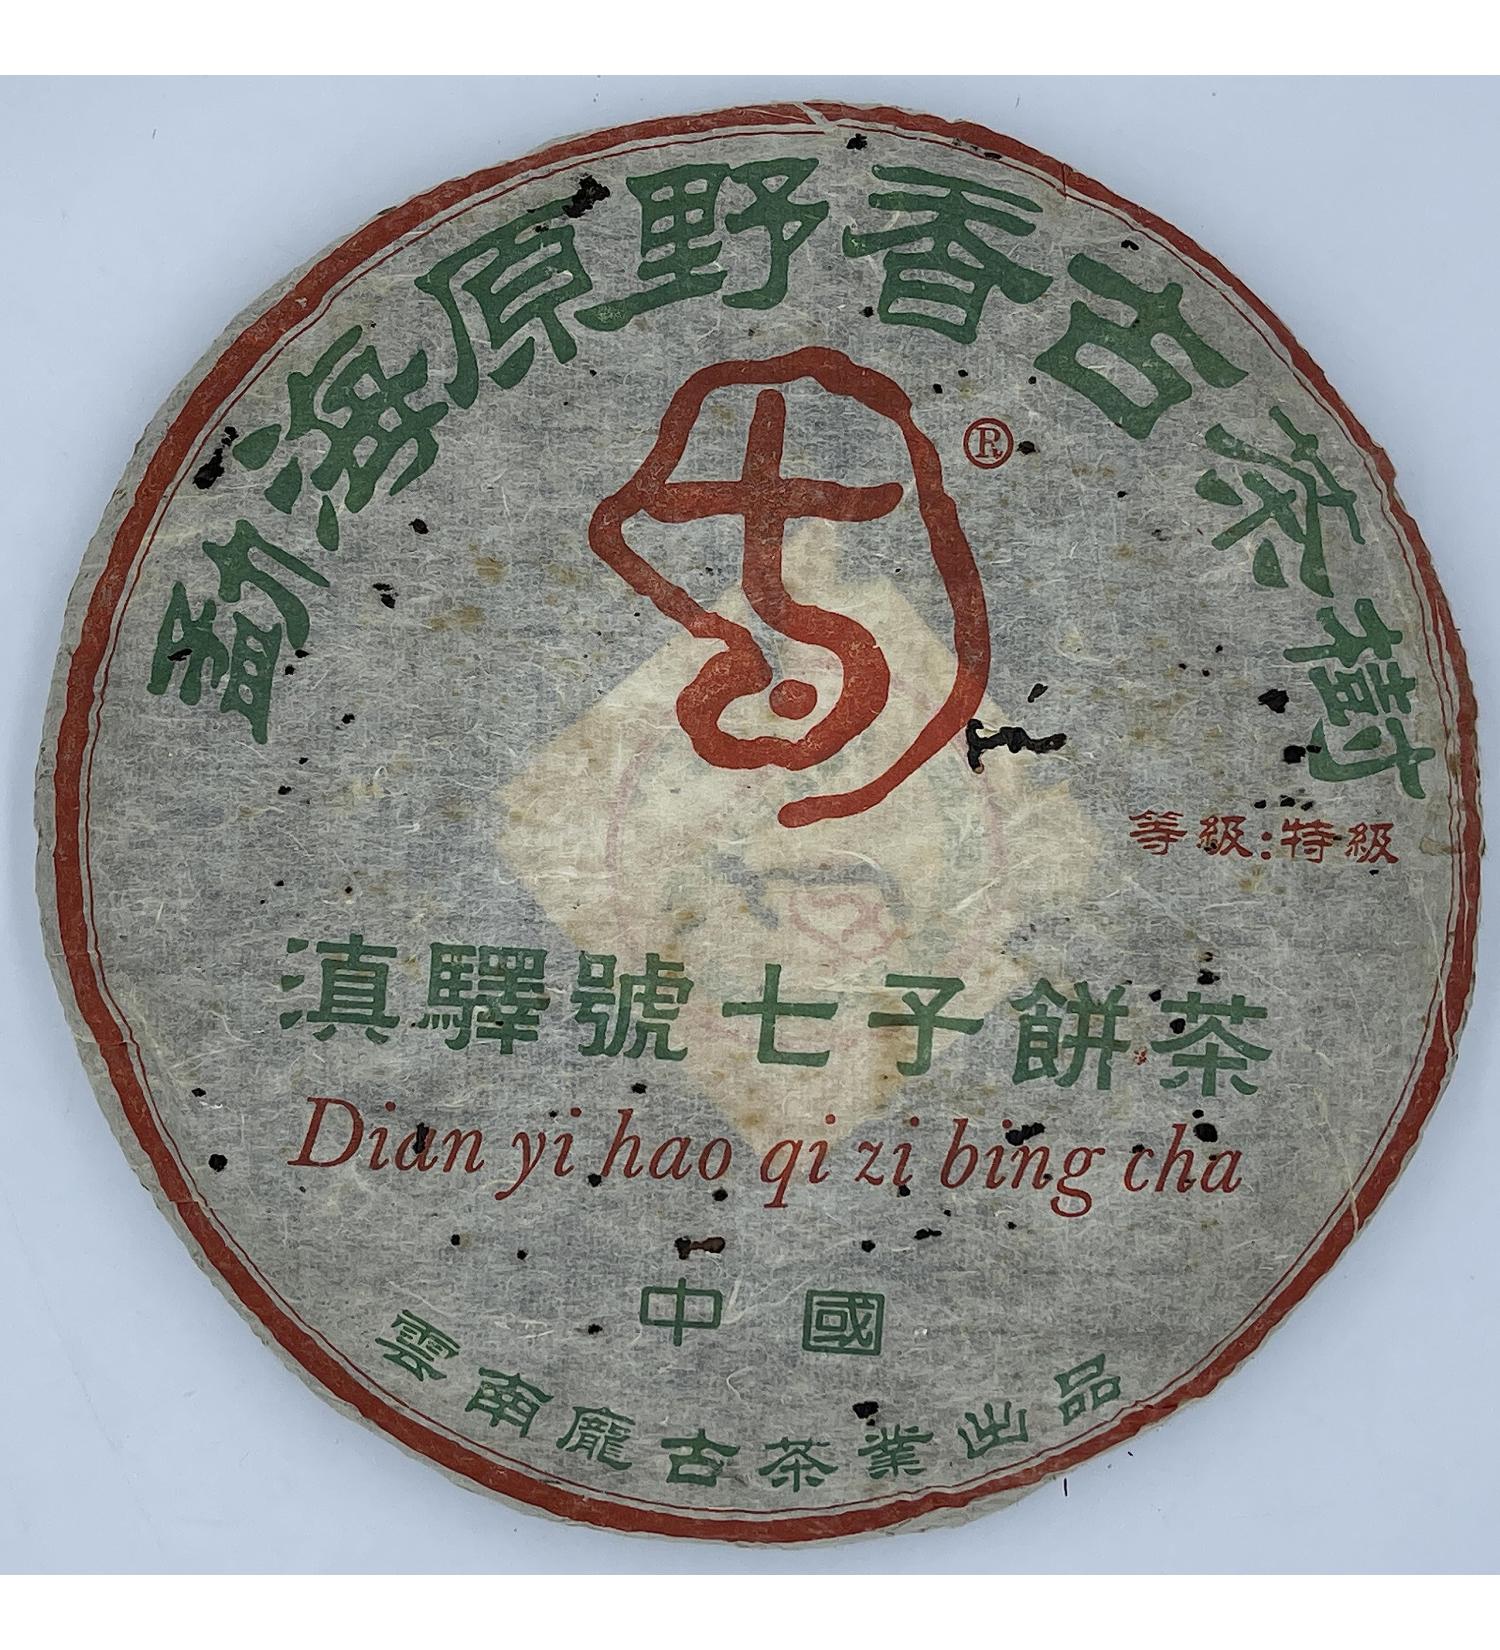 勐海原野香古茶樹
®
等級:特級
滇驛號七子餅茶
Dian yi hao qi zi bing cha
中國
雲南龐古茶業出品